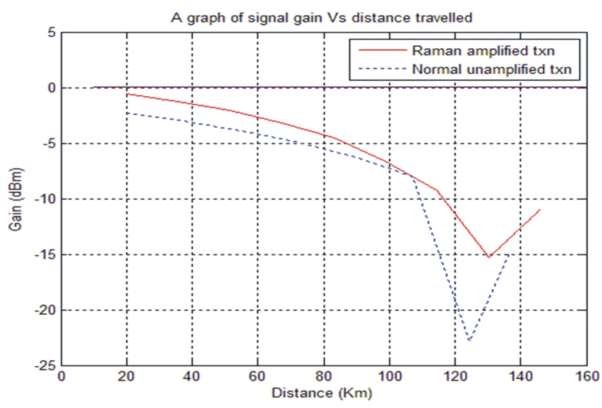 A graph of signal gain Vs distance travelled
Raman amplified txn
Normal unamplified txn
5
0
-5
-10
-15
-20
-25
Gain (dBm)
0 20 40 60 80 100 120 140 160
Distance (Km)